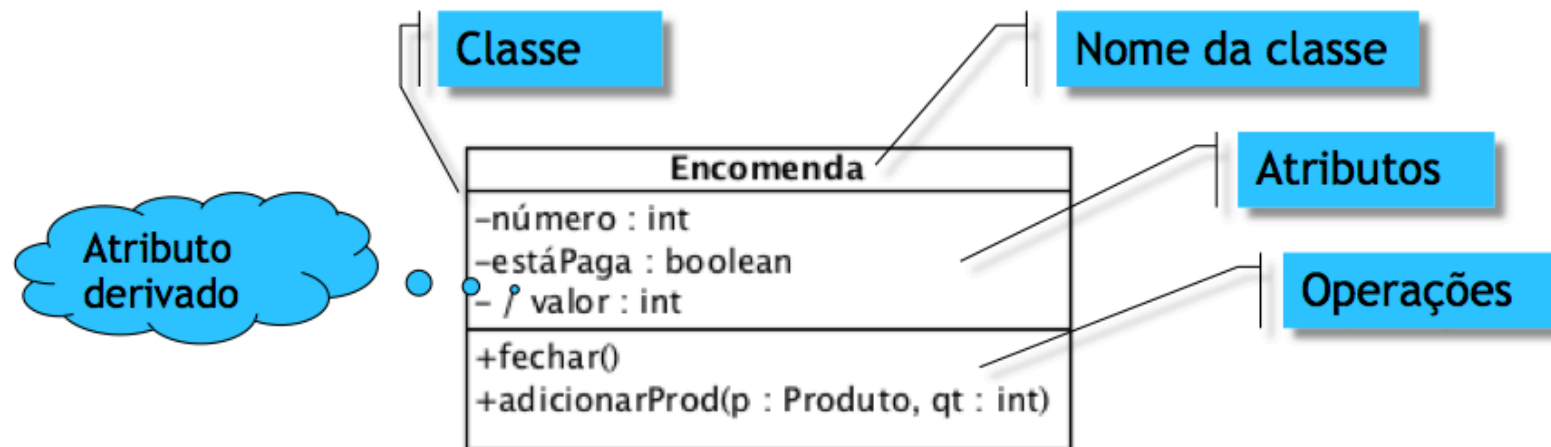 Classe
Nome da classe
Encomenda
Atributos
–número : int
–estáPaga : boolean
– / valor : int
Atributo
derivado
Operações
+fechar()
+adicionarProd(p : Produto, qt : int)